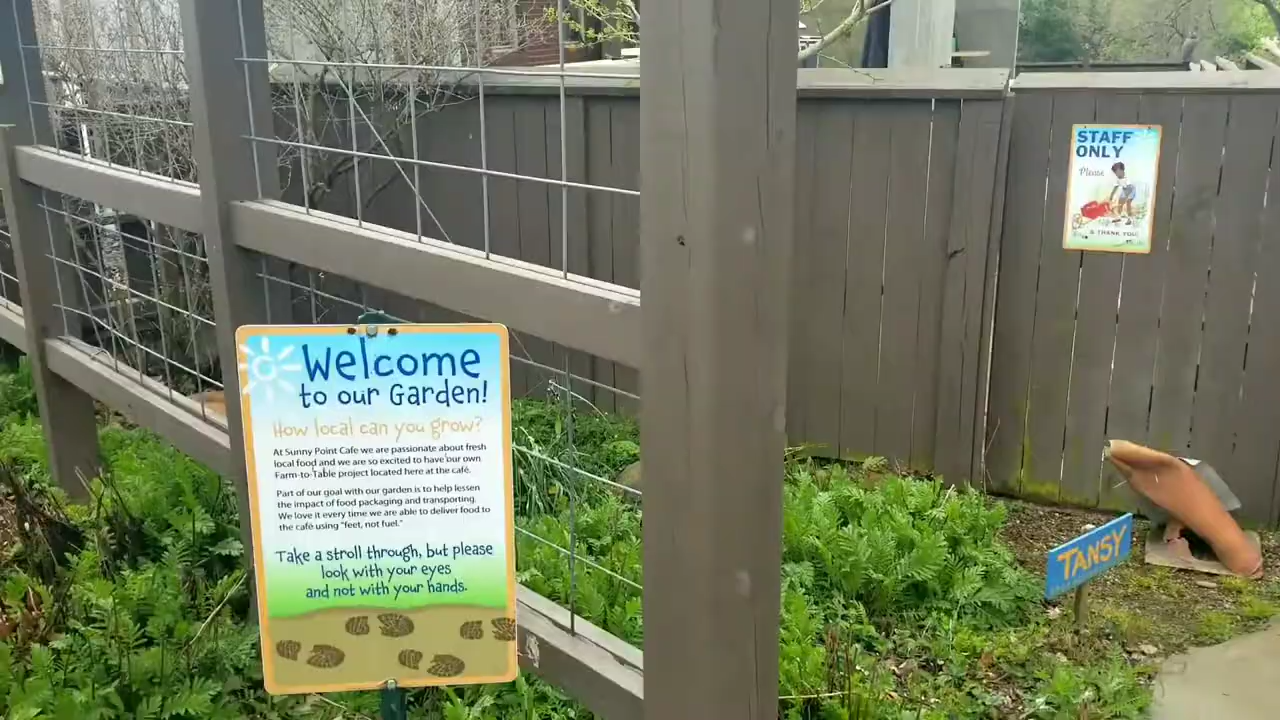 Welcome
to our Garden!
How local can you grow?
At Sunny Point Cafe we are passionate about fresh
local food and we are so excited to have our own
Farm-to-Table project located here at the café.
Part of our goal with our garden is to help lessen
the impact of food packaging and transporting.
We love it every time we are able to deliver food to
the café using "feet, not fuel."
Take a stroll through, but please
look with your eyes
and not with your hands.
STAFF
ONLY
Please
& THANK YOU!
TANSY